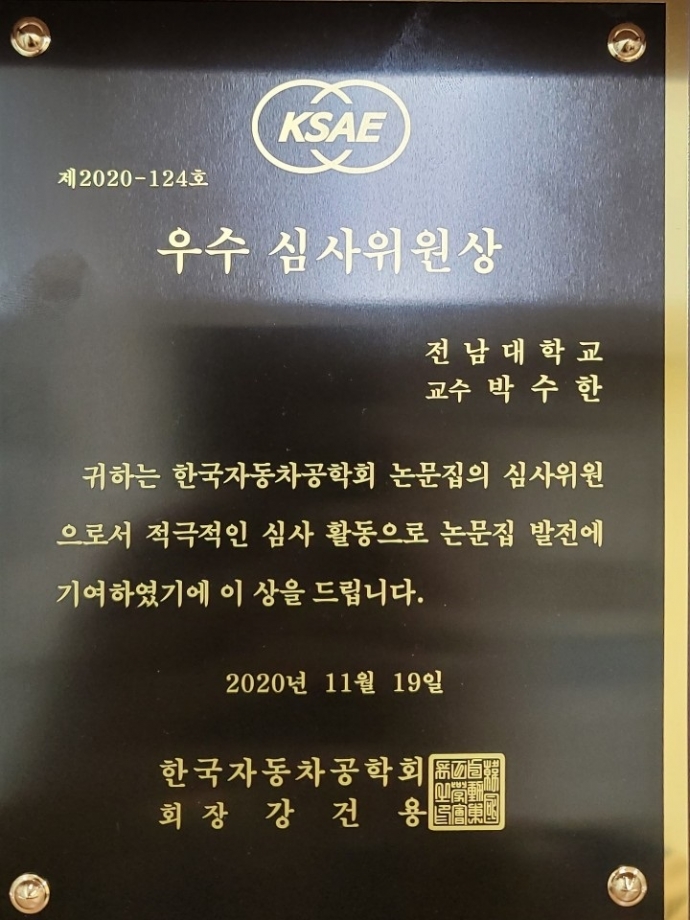 KSAE
제2020-124호
우수 심사위원상
전남대학교
교수 박수한
귀하는 한국자동차공학회 논문집의 심사위원
으로서 적극적인 심사 활동으로 논문집 발전에
기여하였기에 이 상을 드립니다.
2020년 11월 19일
한국자동차공학회
회장 강건용